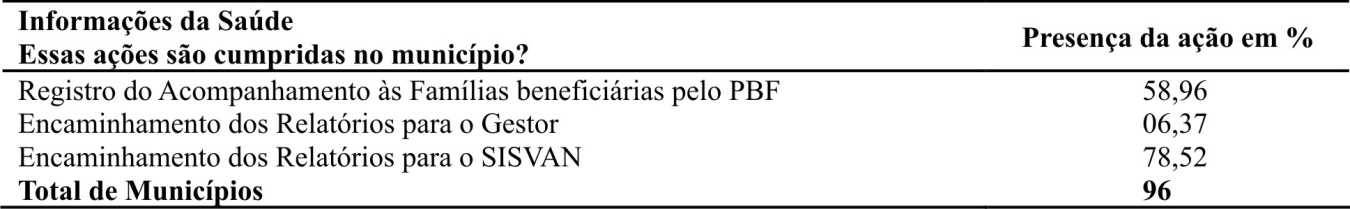 Informações da Saúde
Essas ações são cumpridas no município?
Presença da ação em %
Registro do Acompanhamento às Famílias beneficiárias pelo PBF 58,96
Encaminhamento dos Relatórios para o Gestor 06,37
Encaminhamento dos Relatórios para o SISVAN 78,52
Total de Municípios 96